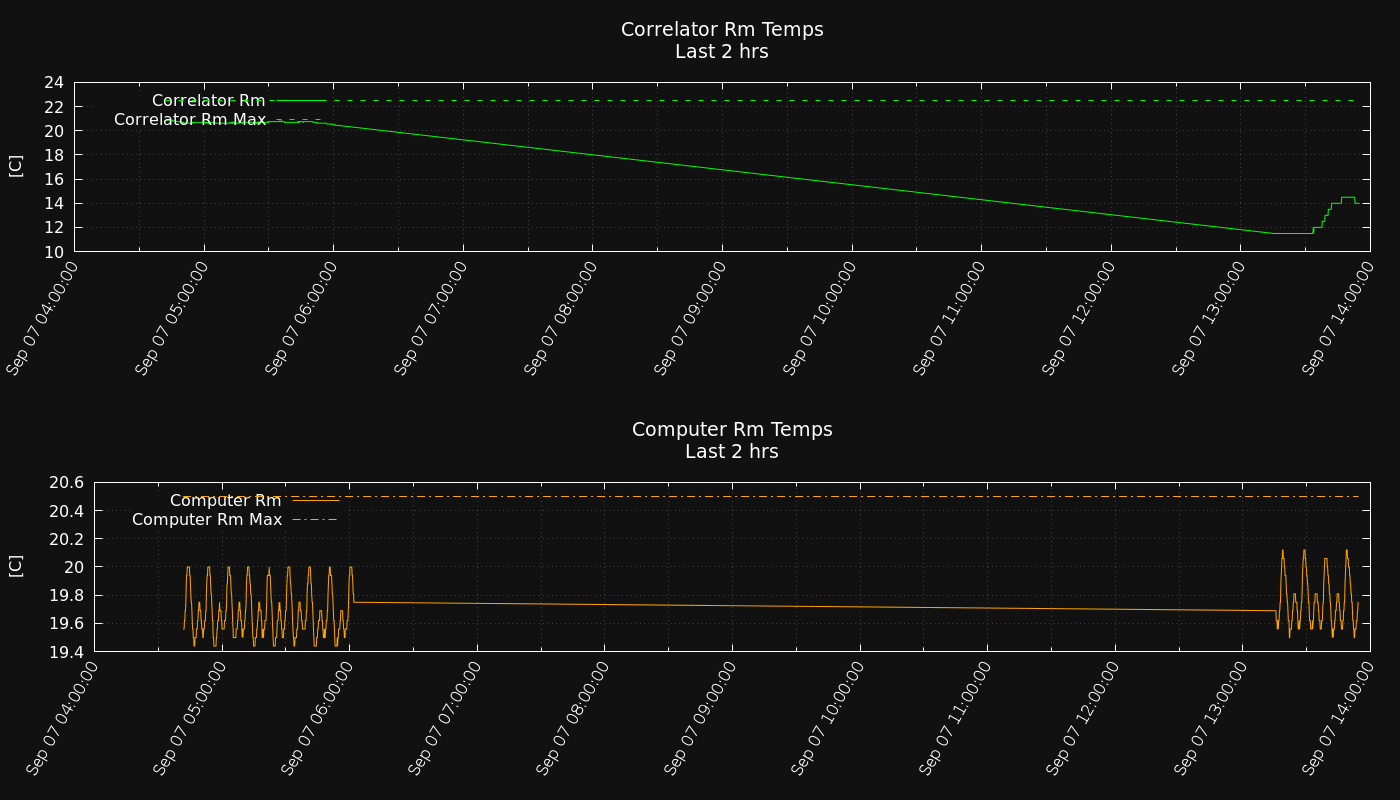 Correlator Rm Temps
Last 2 hrs
24
22
20
18
16
14
12
10
[C]
Correlator Rm
Correlator Rm Max
Sep 07 04:00:00
Sep 07 05:00:00
Sep 07 06:00:00
Sep 07 07:00:00
Sep 07 08:00:00
Sep 07 09:00:00
Sep 07 10:00:00
Sep 07 11:00:00
Sep 07 12:00:00
Sep 07 13:00:00
Sep 07 14:00:00
Computer Rm Temps
Last 2 hrs
20.6
20.4
20.2
20
19.8
19.6
19.4
[C]
Computer Rm
Computer Rm Max
Sep 07 04:00:00
Sep 07 05:00:00
Sep 07 06:00:00
Sep 07 07:00:00
Sep 07 08:00:00
Sep 07 09:00:00
Sep 07 10:00:00
Sep 07 11:00:00
Sep 07 12:00:00
Sep 07 13:00:00
Sep 07 14:00:00